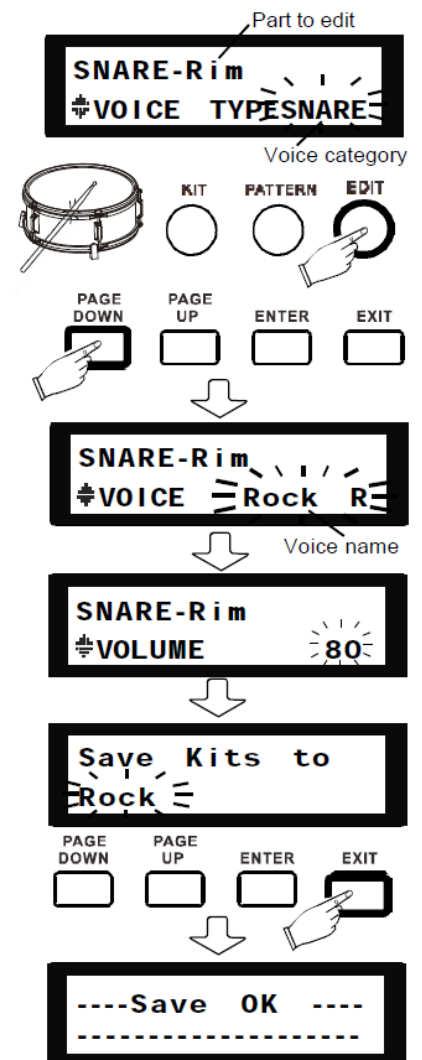 Part to edit
SNARE-Rim
VOICE TYPESNARE
Voice category
KIT PATTERN EDIT
PAGE DOWN PAGE UP ENTER EXIT
SNARE-Rim
VOICE Rock R
Voice name
SNARE-Rim
VOLUME 80
Save Kits to
Rock
PAGE DOWN PAGE UP ENTER EXIT
----Save OK ----
--------------------